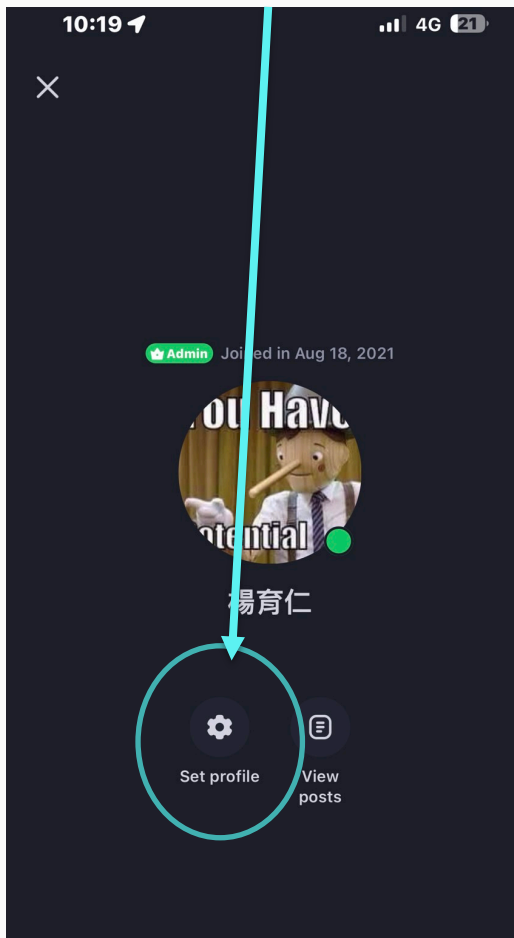 10:19
4G 21
Admin Joined in Aug 18, 2021
You Have
otential
楊育仁
Set profile
View
posts